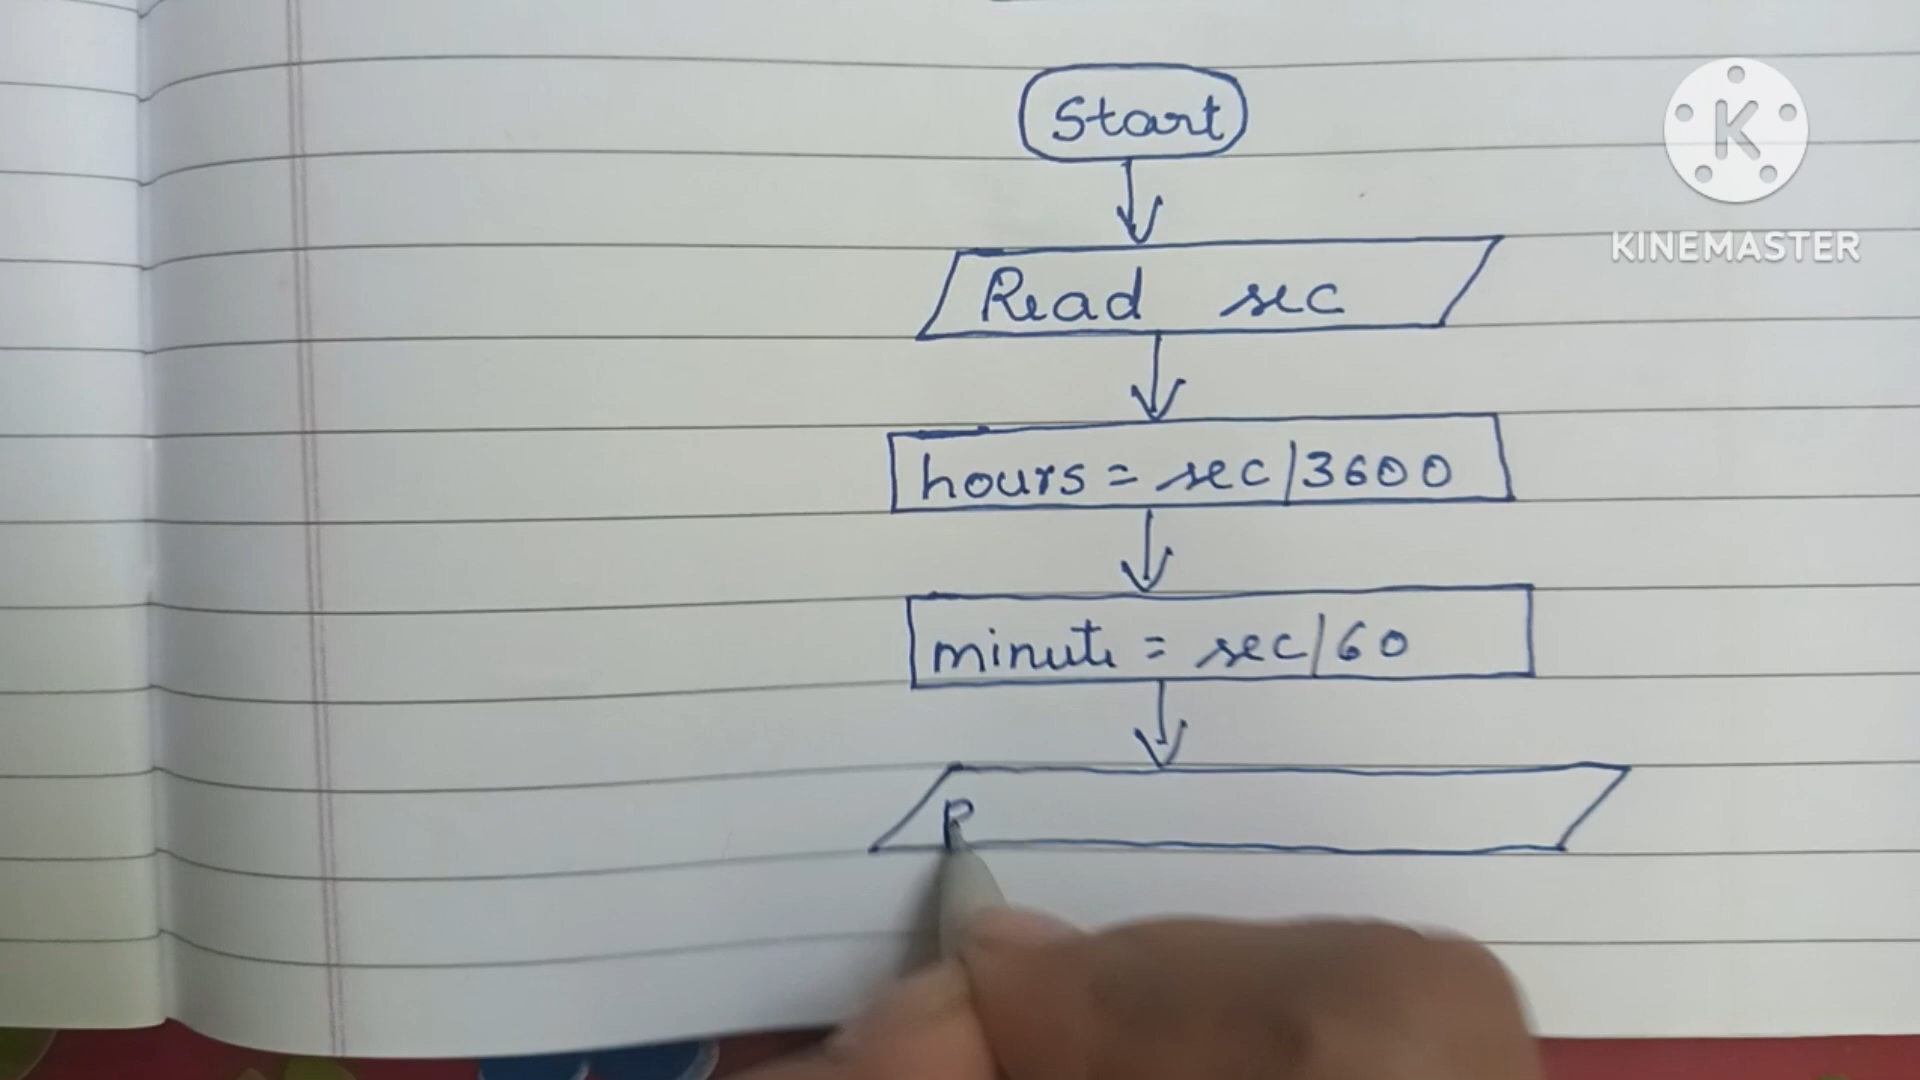 Start
K
KINEMASTER
Read sec
hours = sec/3600
minute = sec/60
P